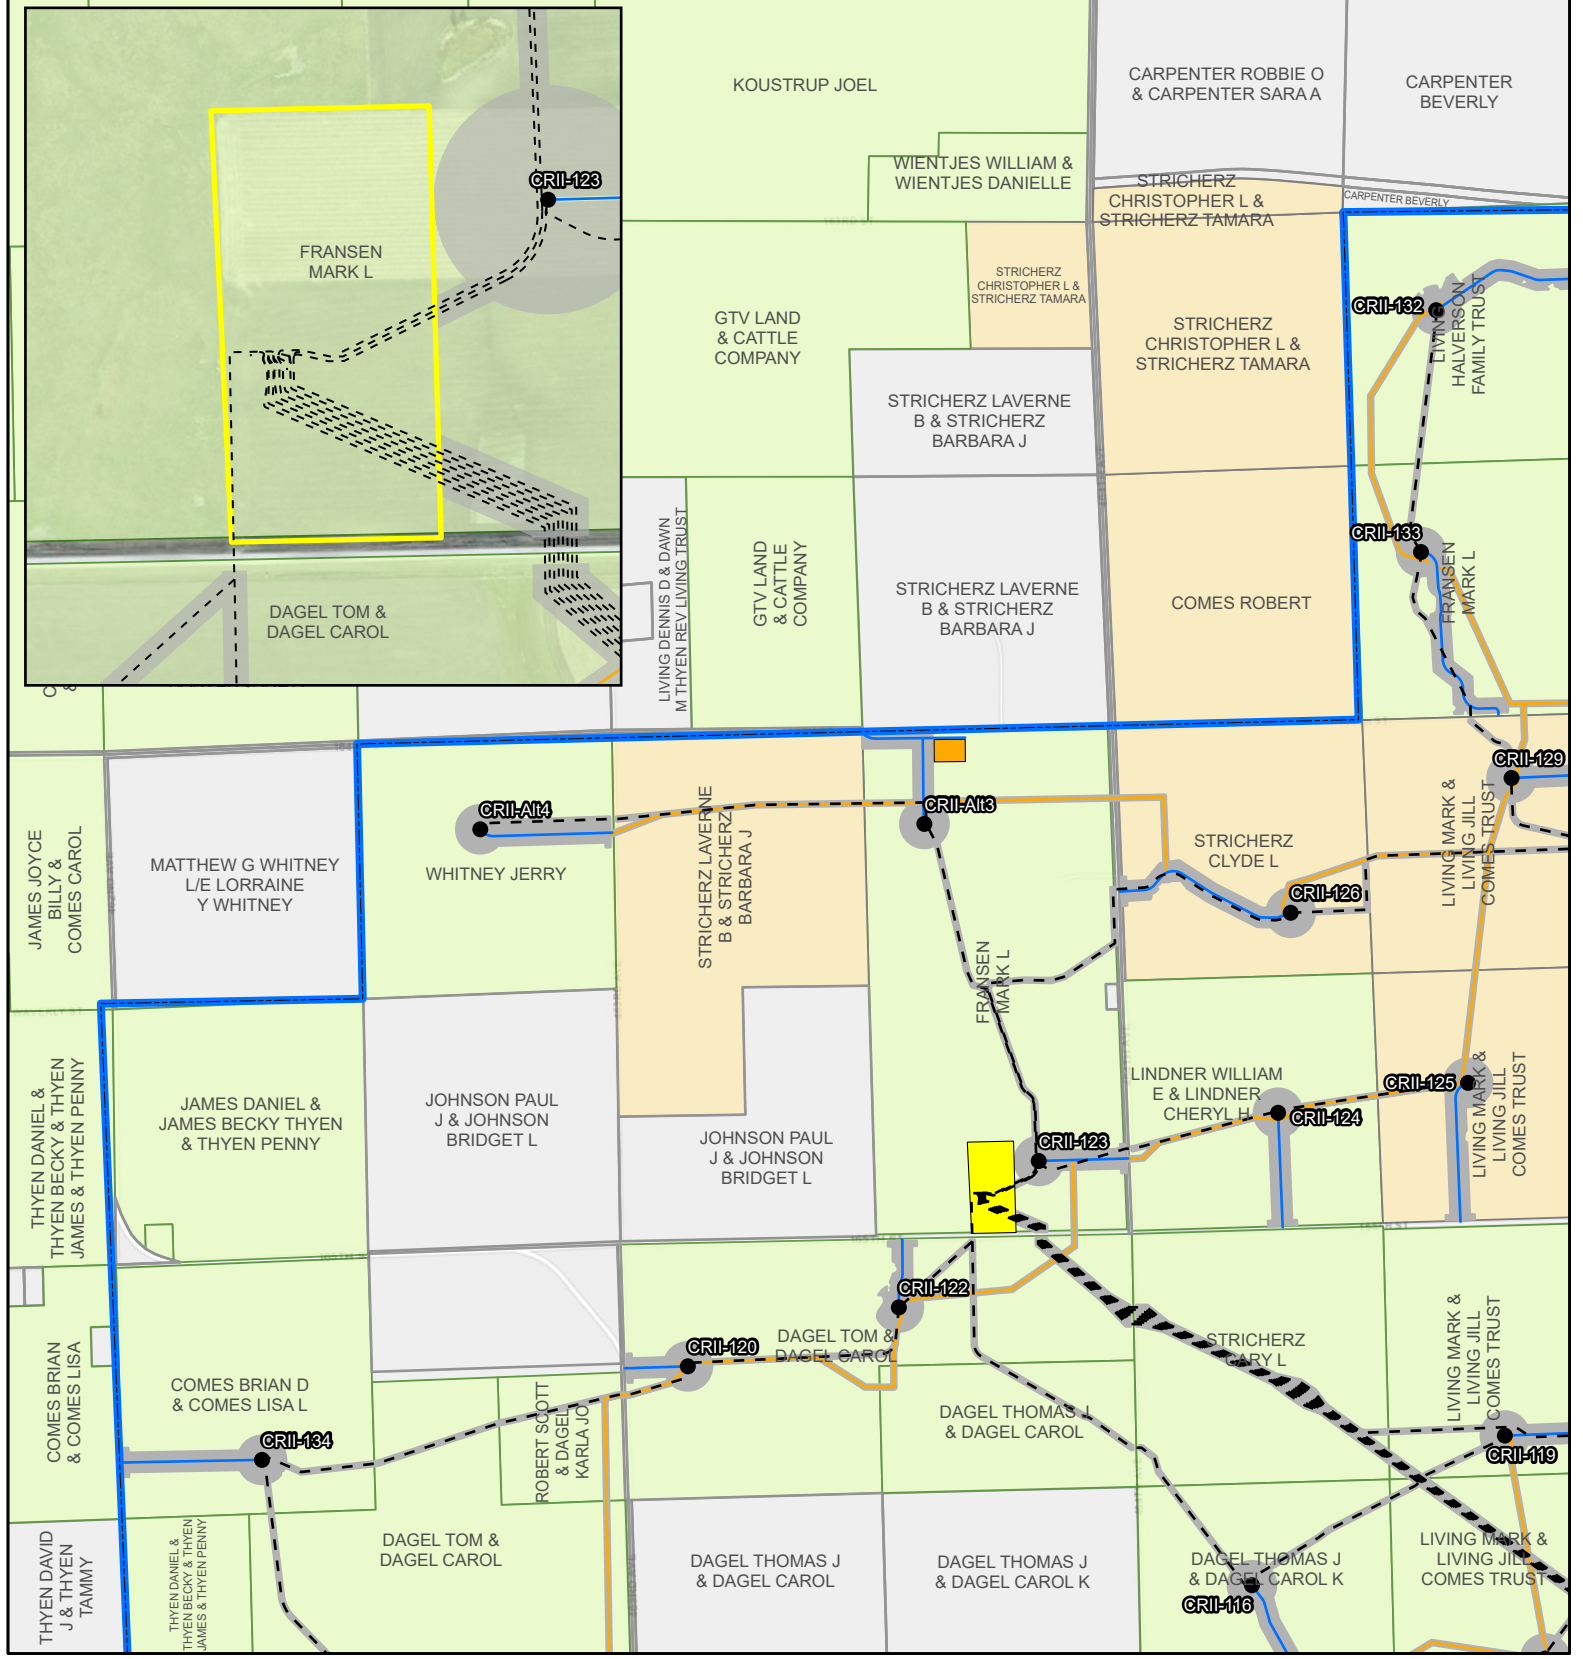 KOUSTRUP JOEL
CARPENTER ROBBIE O
& CARPENTER SARA A
CARPENTER
BEVERLY
WIENTJES WILLIAM &
WIENTJES DANIELLE
STRICHERZ
CHRISTOPHER L &
STRICHERZ TAMARA
CARPENTER BEVERLY
163RD ST
CRII-123
FRANSEN
MARK L
DAGEL TOM &
DAGEL CAROL
STRICHERZ
CHRISTOPHER L &
STRICHERZ TAMARA
GTV LAND
& CATTLE
COMPANY
STRICHERZ
CHRISTOPHER L &
STRICHERZ TAMARA
CRII-132
LIVING
HALVERSON
FAMILY TRUST
STRICHERZ LAVERNE
B & STRICHERZ
BARBARA J
LIVING DENNIS D & DAWN
M THYEN REV LIVING TRUST
GTV LAND
& CATTLE
COMPANY
STRICHERZ LAVERNE
B & STRICHERZ
BARBARA J
COMES ROBERT
CRII-133
FRANSEN
MARK L
CRII-129
JAMES JOYCE
BILLY &
COMES CAROL
MATTHEW G WHITNEY
L/E LORRAINE
Y WHITNEY
CRII-Alt4
WHITNEY JERRY
STRICHERZ LAVERNE
B & STRICHERZ
BARBARA J
CRII-Alt3
STRICHERZ
CLYDE L
CRII-126
LIVING MARK &
LIVING JILL
COMES TRUST
FRANSEN
MARK L
THYEN DANIEL &
THYEN BECKY & THYEN
JAMES & THYEN PENNY
JAMES DANIEL &
JAMES BECKY THYEN
& THYEN PENNY
JOHNSON PAUL
J & JOHNSON
BRIDGET L
JOHNSON PAUL
J & JOHNSON
BRIDGET L
CRII-123
LINDNER WILLIAM
E & LINDNER
CHERYL H
CRII-124
CRII-125
LIVING MARK &
LIVING JILL
COMES TRUST
165TH ST
COMES BRIAN
& COMES LISA
COMES BRIAN D
& COMES LISA L
CRII-134
CRII-120
CRII-122
DAGEL TOM &
DAGEL CAROL
STRICHERZ
GARY L
LIVING MARK &
LIVING JILL
COMES TRUST
CRII-119
ROBERT SCOTT
& DAGEL
KARLA JO
DAGEL THOMAS J
& DAGEL CAROL
THYEN DAVID
J & THYEN
TAMMY
THYEN DANIEL &
THYEN BECKY & THYEN
JAMES & THYEN PENNY
DAGEL TOM &
DAGEL CAROL
DAGEL THOMAS J
& DAGEL CAROL
DAGEL THOMAS J
& DAGEL CAROL K
DAGEL THOMAS J
& DAGEL CAROL K
CRII-116
LIVING MARK &
LIVING JILL
COMES TRUST